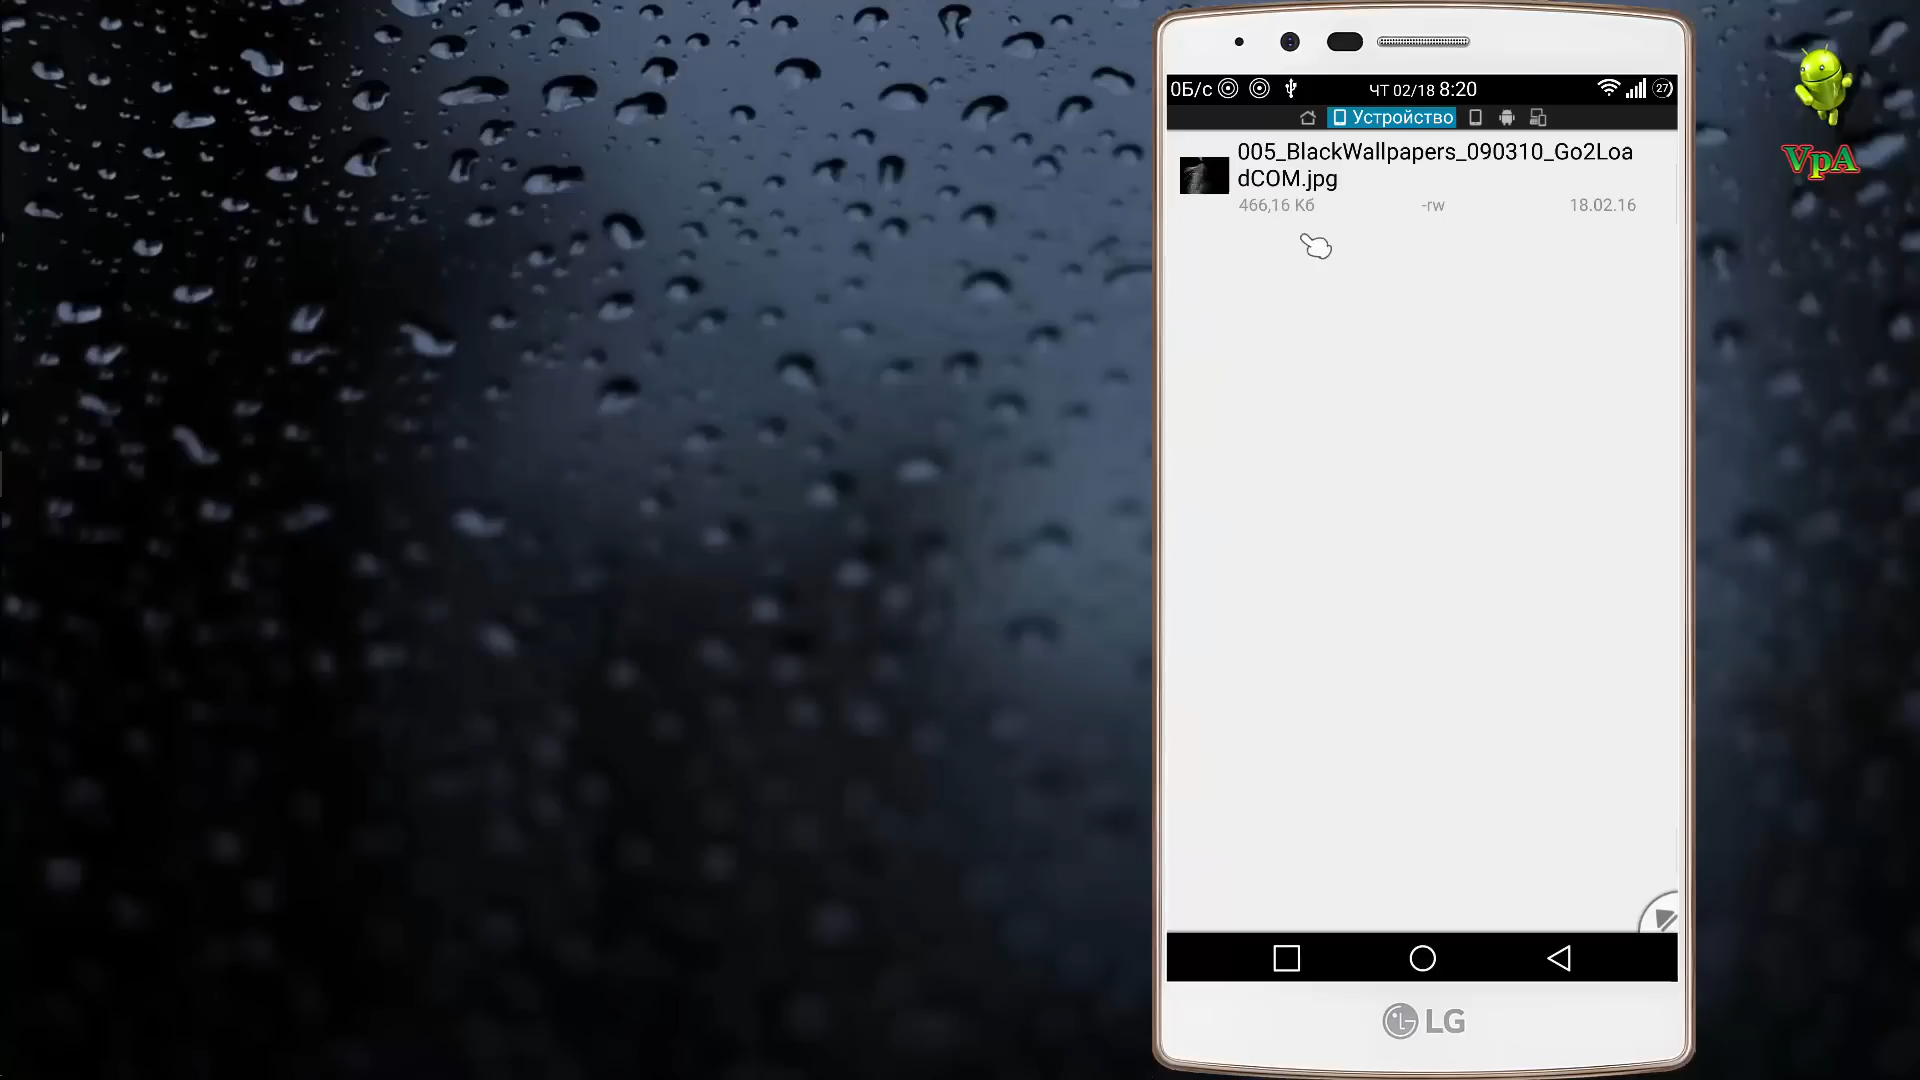 0Б/с
ЧТ 02/18 8:20
27
Устройство
005_BlackWallpapers_090310_Go2Loa
dCOM.jpg
466,16 Кб
-rw
18.02.16
VpA
LG